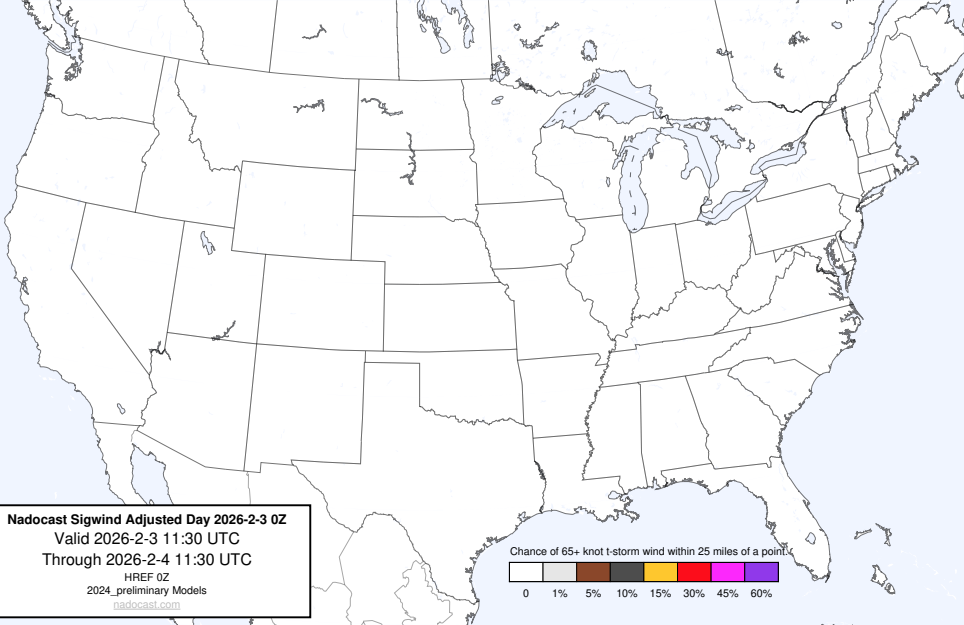 Nadocast Sigwind Adjusted Day 2026-2-3 0Z
Valid 2026-2-3 11:30 UTC
Through 2026-2-4 11:30 UTC
HREF 0Z
2024_preliminary Models
nadocast.com
Chance of 65+ knot t-storm wind within 25 miles of a point.
0 1% 5% 10% 15% 30% 45% 60%